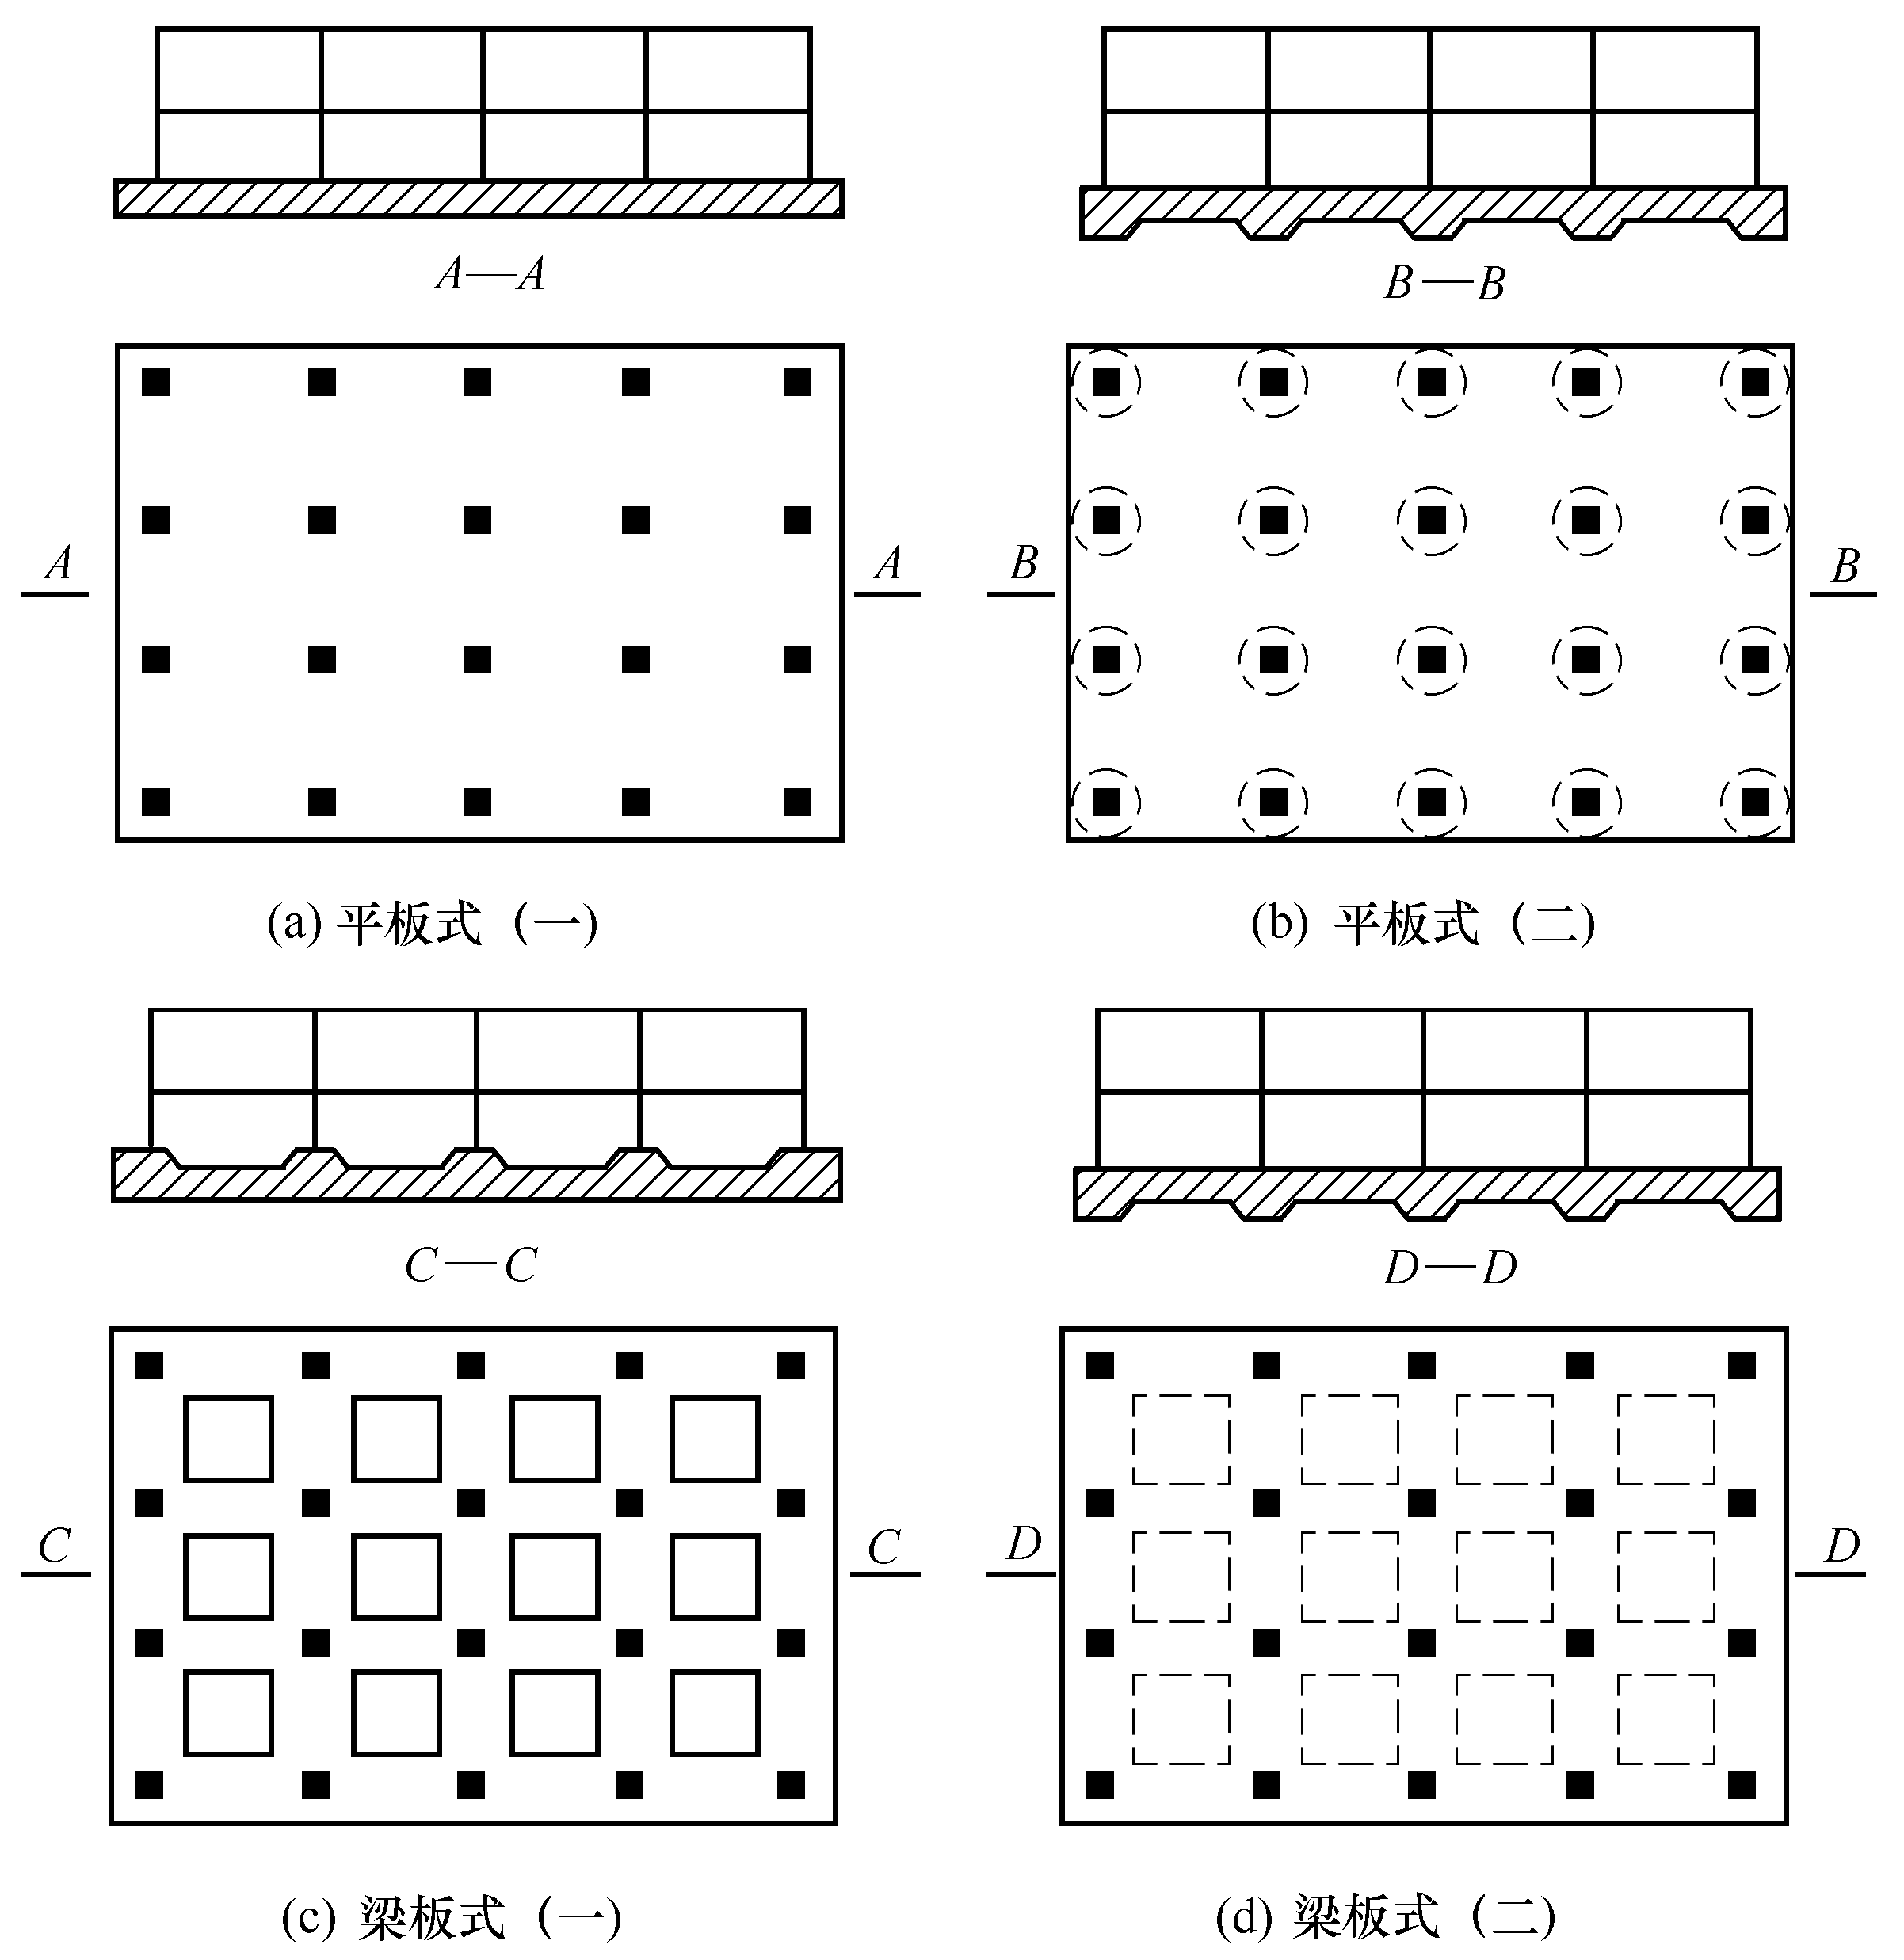 A—A
B—B
A
A
B
B
(a) 平板式（一）
(b) 平板式（二）
C—C
D—D
C
C
D
D
(c) 梁板式（一）
(d) 梁板式（二）